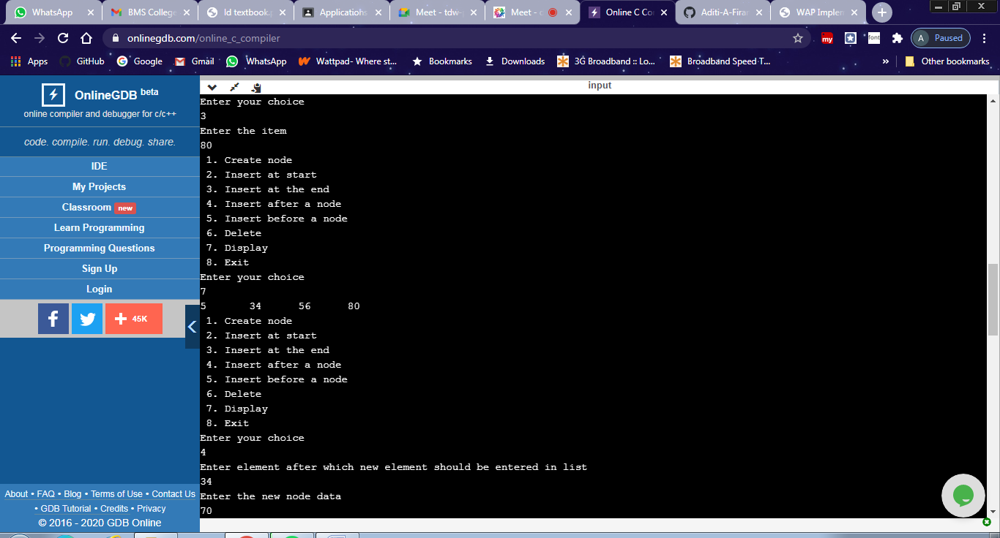 WhatsApp
BMS College
ld textbook.p
Applications
Meet - tdw-
Meet -
Online C Co
Aditi-A-Firar
WAP Implem
onlinegdb.com/online_c_compiler
my
font
A Paused
Apps
GitHub
Google
Gmail
WhatsApp
Wattpad- Where st...
Bookmarks
Downloads
3G Broadband :: Lo...
Broadband Speed T...
»
Other bookmarks
OnlineGDB beta
online compiler and debugger for c/c++
code. compile. run. debug. share.
IDE
My Projects
Classroom new
Learn Programming
Programming Questions
Sign Up
Login
45K
About • FAQ • Blog • Terms of Use • Contact Us
• GDB Tutorial • Credits • Privacy
© 2016 - 2020 GDB Online
input
Enter your choice
3
Enter the item
80
1. Create node
2. Insert at start
3. Insert at the end
4. Insert after a node
5. Insert before a node
6. Delete
7. Display
8. Exit
Enter your choice
7
5 34 56 80
1. Create node
2. Insert at start
3. Insert at the end
4. Insert after a node
5. Insert before a node
6. Delete
7. Display
8. Exit
Enter your choice
4
Enter element after which new element should be entered in list
34
Enter the new node data
70